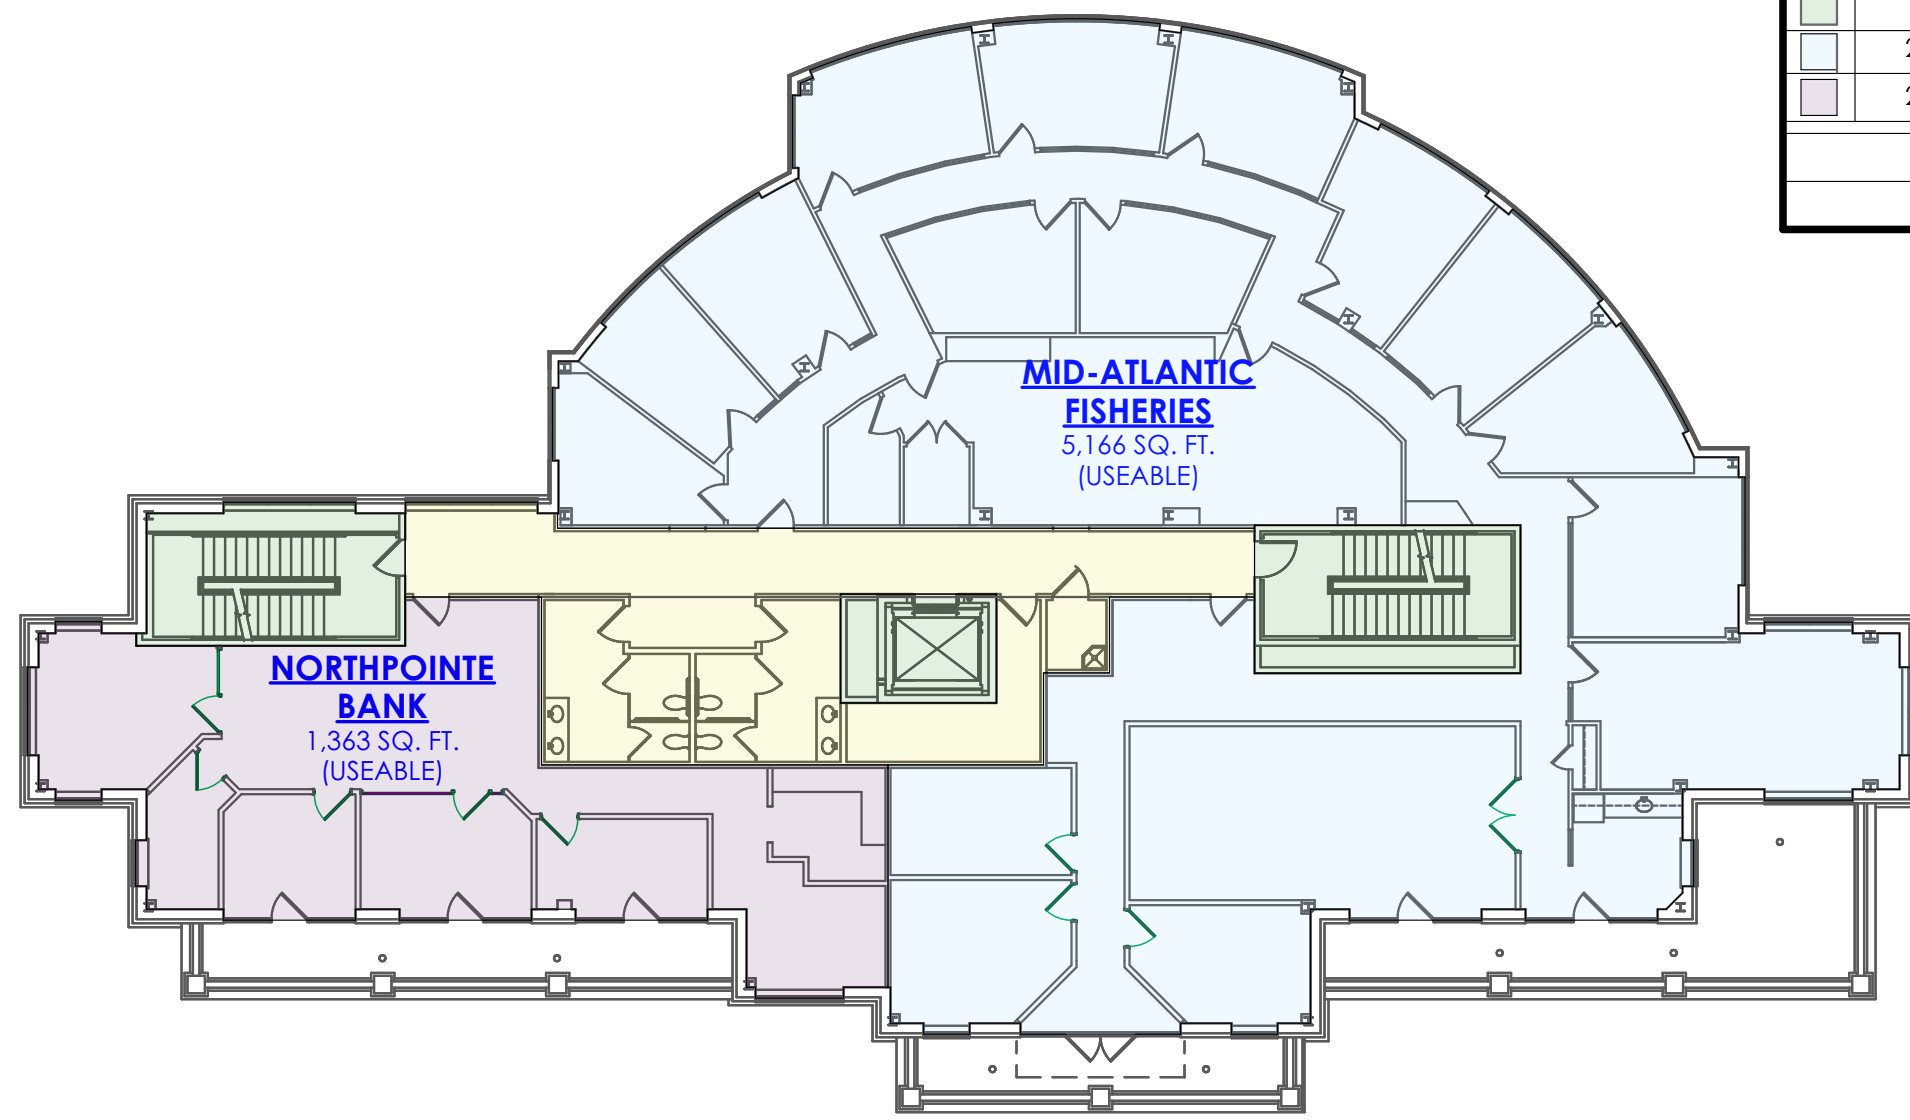 MID-ATLANTIC
FISHERIES
5,166 SQ. FT.
(USEABLE)
NORTHPOINTE
BANK
1,363 SQ. FT.
(USEABLE)